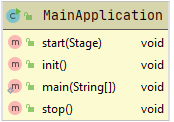 MainApplication
start(Stage) void
init() void
main(String[]) void
stop() void